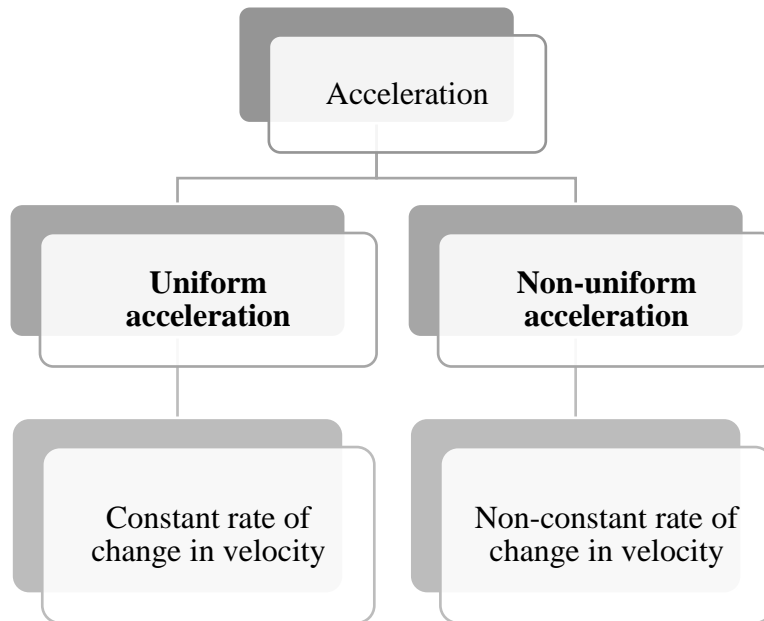 Acceleration
Uniform
acceleration
Non-uniform
acceleration
Constant rate of
change in velocity
Non-constant rate of
change in velocity